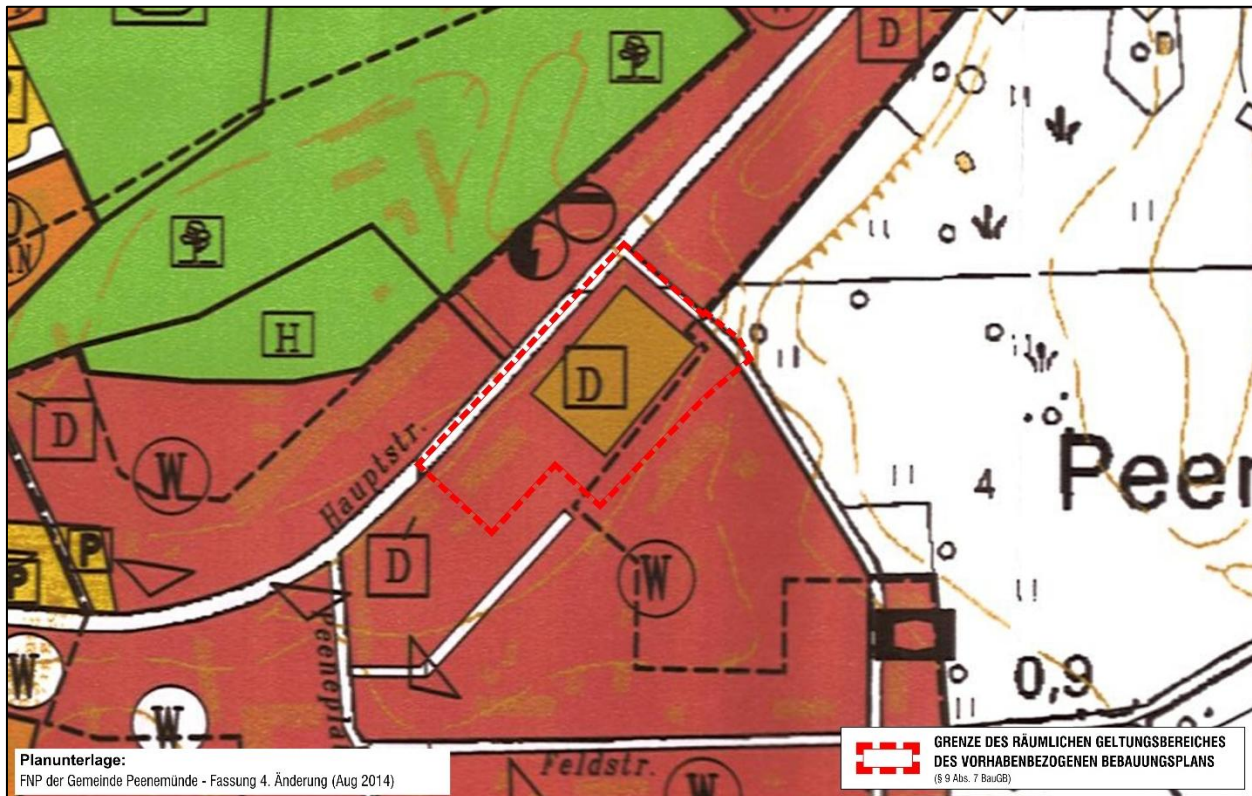 W
D
H
D
D
W
Hauptstr.
P
D
W
P
Peenepla
W
W
Feldstr.
W
4
Peen
0,9
Planunterlage:
FNP der Gemeinde Peenemünde - Fassung 4. Änderung (Aug 2014)
GRENZE DES RÄUMLICHEN GELTUNGSBEREICHES
DES VORHABENBEZOGENEN BEBAUUNGSPLANS
(§ 9 Abs. 7 BauGB)